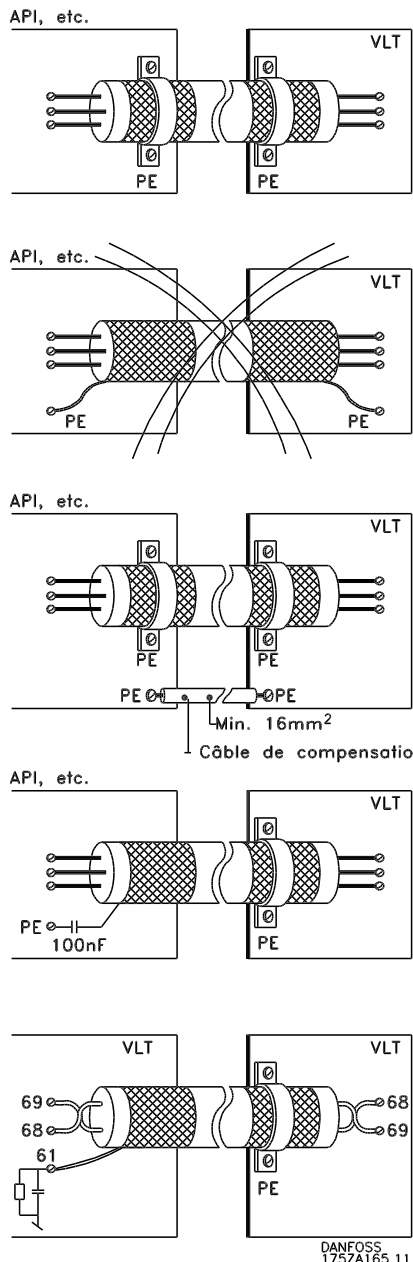 API, etc.
VLT
PE
PE
API, etc.
VLT
PE
PE
API, etc.
VLT
PE
PE
PE
PE
Min. 16mm²
Câble de compensatio
API, etc.
VLT
PE
100nF
PE
VLT
VLT
69
68
68
69
61
PE
DANFOSS
175ZA165.11